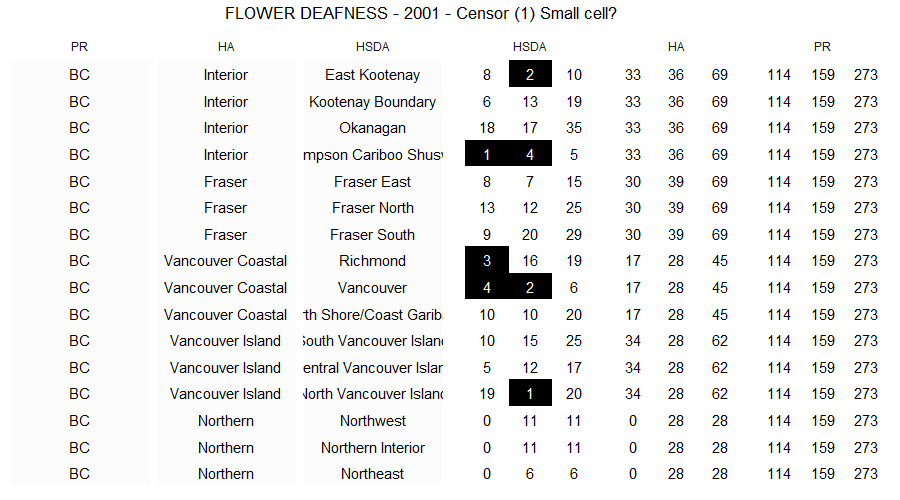 FLOWER DEAFNESS - 2001 - Censor (1) Small cell?
PR HA HSDA HSDA HA PR
BC Interior East Kootenay 8 2 10 33 36 69 114 159 273
BC Interior Kootenay Boundary 6 13 19 33 36 69 114 159 273
BC Interior Okanagan 18 17 35 33 36 69 114 159 273
BC Interior mpson Cariboo Shusw 1 4 5 33 36 69 114 159 273
BC Fraser Fraser East 8 7 15 30 39 69 114 159 273
BC Fraser Fraser North 13 12 25 30 39 69 114 159 273
BC Fraser Fraser South 9 20 29 30 39 69 114 159 273
BC Vancouver Coastal Richmond 3 16 19 17 28 45 114 159 273
BC Vancouver Coastal Vancouver 4 2 6 17 28 45 114 159 273
BC Vancouver Coastal rth Shore/Coast Garib 10 10 20 17 28 45 114 159 273
BC Vancouver Island South Vancouver Island 10 15 25 34 28 62 114 159 273
BC Vancouver Island entral Vancouver Islan 5 12 17 34 28 62 114 159 273
BC Vancouver Island North Vancouver Island 19 1 20 34 28 62 114 159 273
BC Northern Northwest 0 11 11 0 28 28 114 159 273
BC Northern Northern Interior 0 11 11 0 28 28 114 159 273
BC Northern Northeast 0 6 6 0 28 28 114 159 273